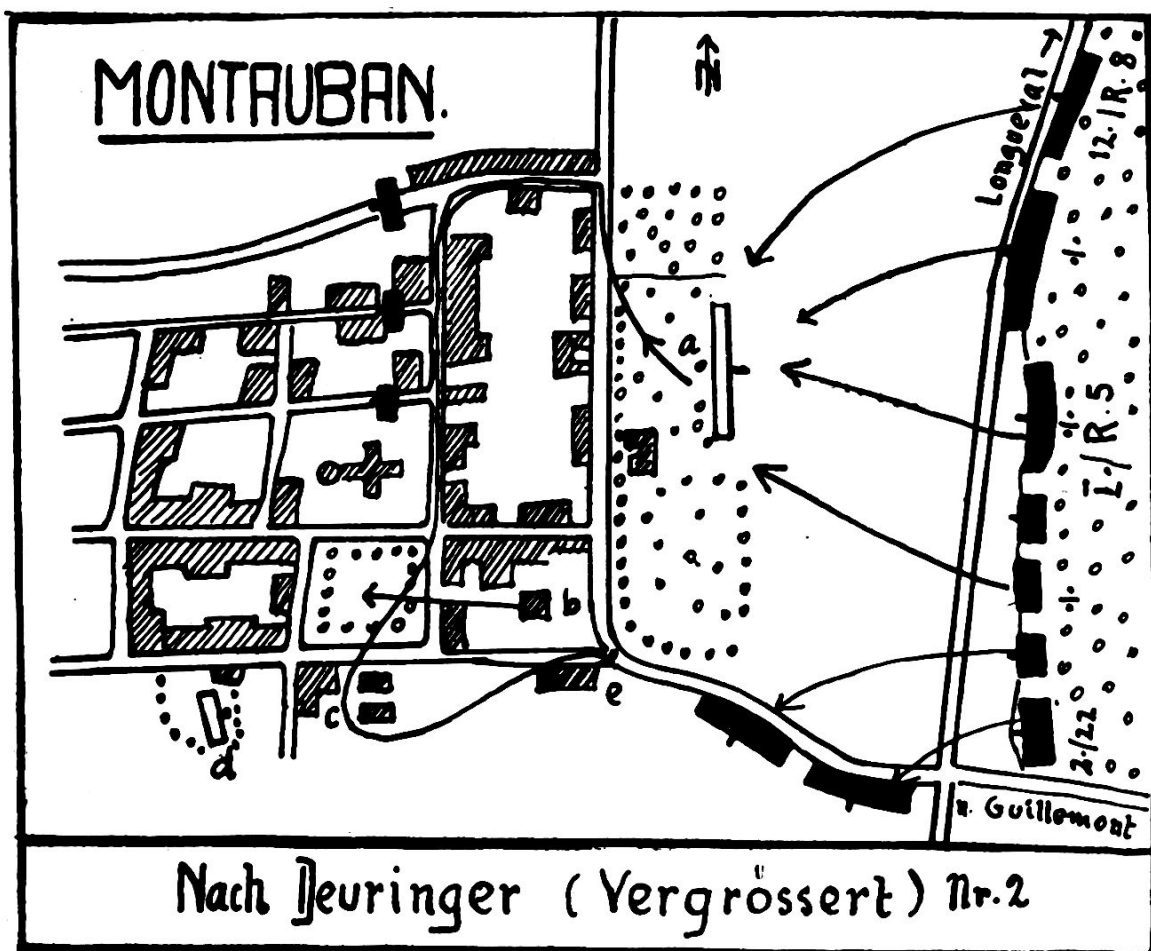 MONTAUBAN.
N
Longueval →
12. I R. 8
a
·/.
I./R. 5
a
·/.
b
e
c
d
2./22
n. Guillemont
Nach Deuringer (Vergrössert) Nr. 2